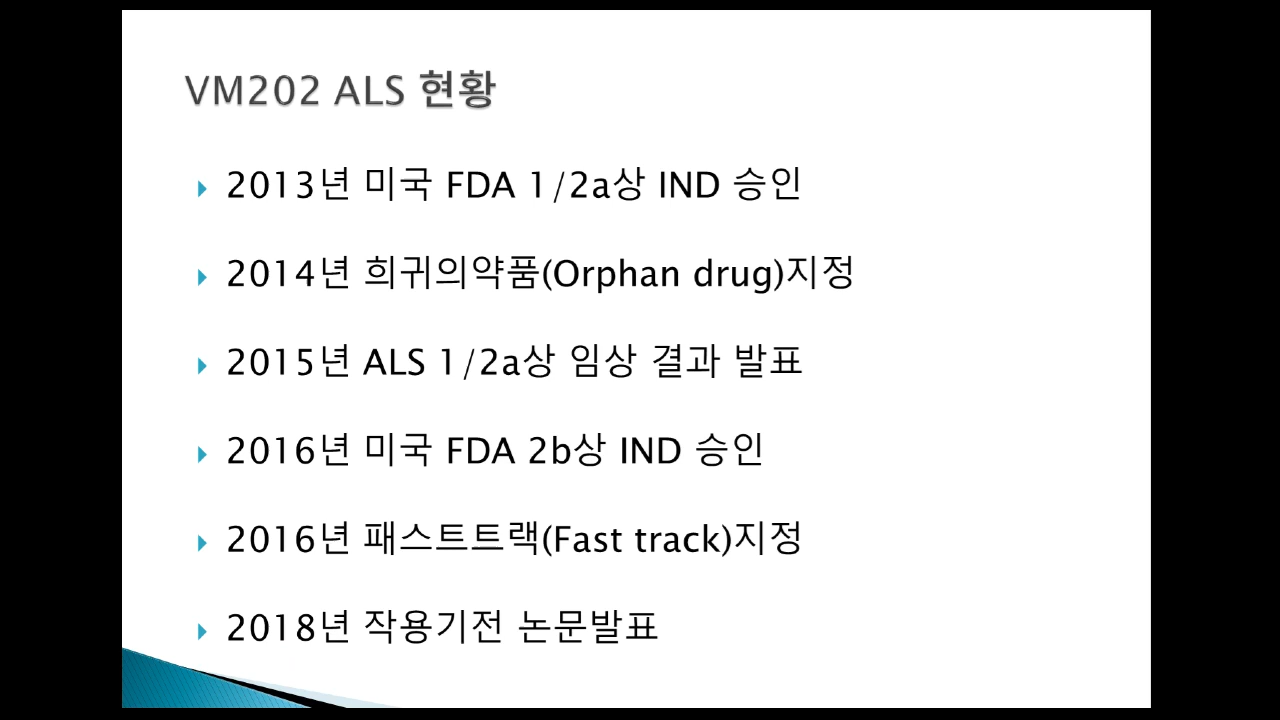 VM202 ALS 현황
2013년 미국 FDA 1/2a상 IND 승인
2014년 희귀의약품(Orphan drug)지정
2015년 ALS 1/2a상 임상 결과 발표
2016년 미국 FDA 2b상 IND 승인
2016년 패스트트랙(Fast track)지정
2018년 작용기전 논문발표